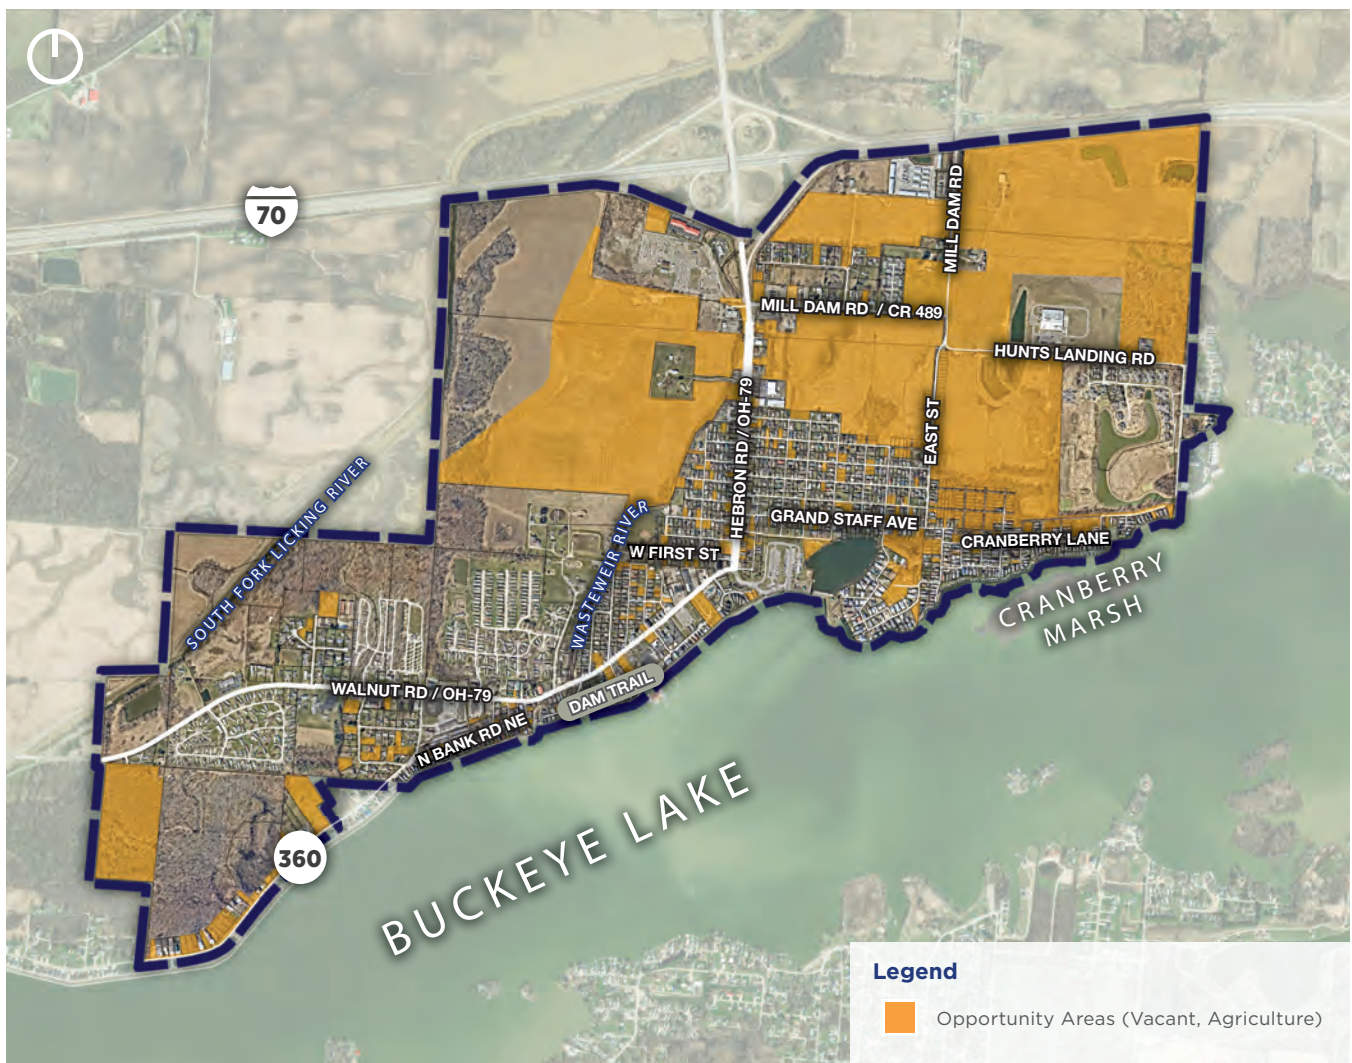 70
MILL DAM RD
MILL DAM RD / CR 489
HUNTS LANDING RD
HEBRON RD / OH-79
EAST ST
SOUTH FORK LICKING RIVER
WASTEWEIR RIVER
GRAND STAFF AVE
W FIRST ST
CRANBERRY LANE
CRANBERRY
MARSH
WALNUT RD / OH-79
DAM TRAIL
N BANK RD NE
BUCKEYE LAKE
360
Legend
Opportunity Areas (Vacant, Agriculture)